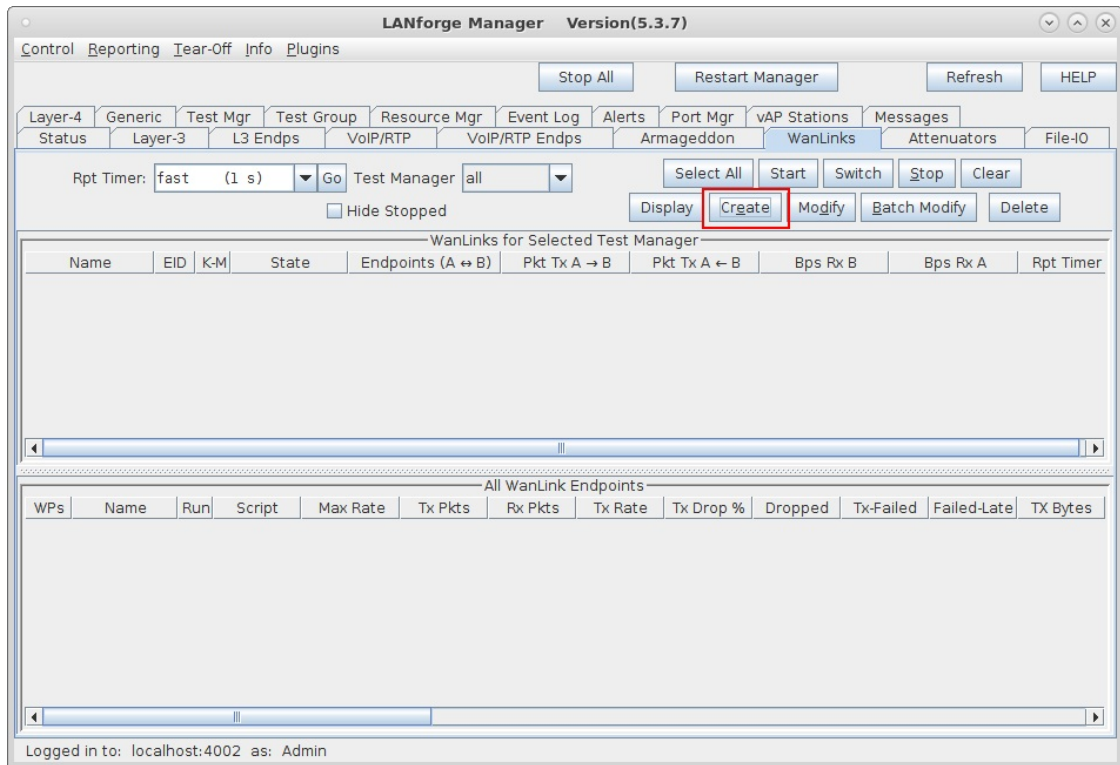 LANforge Manager Version(5.3.7)
Control Reporting Tear-Off Info Plugins
Stop All Restart Manager Refresh HELP
Layer-4 Generic Test Mgr Test Group Resource Mgr Event Log Alerts Port Mgr vAP Stations Messages
Status Layer-3 L3 Endps VoIP/RTP VoIP/RTP Endps Armageddon WanLinks Attenuators File-IO
Rpt Timer: fast (1 s) Go Test Manager all Select All Start Switch Stop Clear
Hide Stopped Display Create Modify Batch Modify Delete
WanLinks for Selected Test Manager
Name EID K-M State Endpoints (A ↔ B) Pkt Tx A → B Pkt Tx A ← B Bps Rx B Bps Rx A Rpt Timer
All WanLink Endpoints
WPs Name Run Script Max Rate Tx Pkts Rx Pkts Tx Rate Tx Drop % Dropped Tx-Failed Failed-Late TX Bytes
Logged in to: localhost:4002 as: Admin